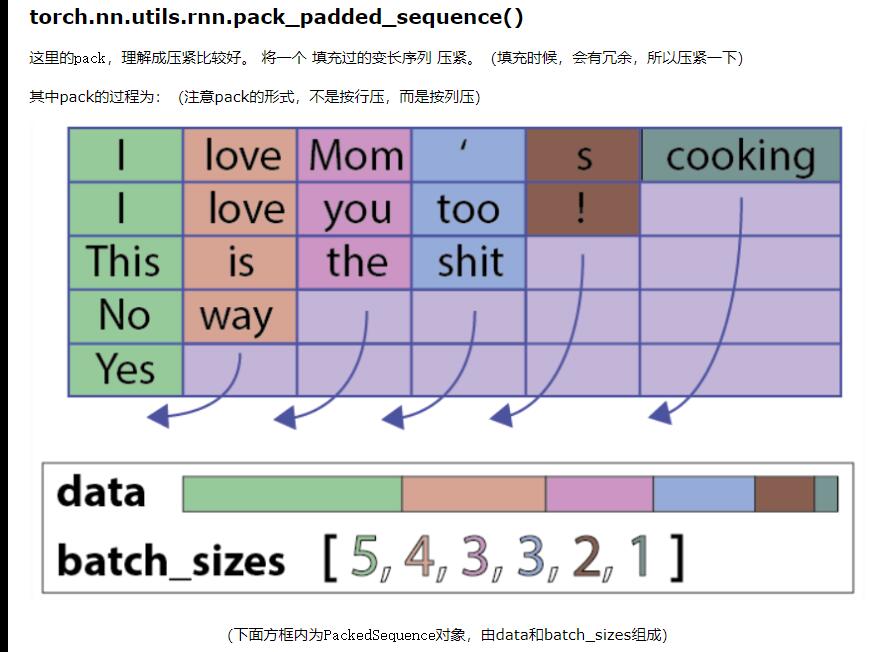 torch.nn.utils.rnn.pack_padded_sequence()
这里的pack，理解成压紧比较好。 将一个 填充过的变长序列 压紧。 （填充时候，会有冗余，所以压紧一下）
其中pack的过程为： （注意pack的形式，不是按行压，而是按列压）
I love Mom ‘ s cooking
I love you too !
This is the shit
No way
Yes
data
batch_sizes [ 5, 4, 3, 3, 2, 1 ]
（下面方框内为PackedSequence对象，由data和batch_sizes组成）